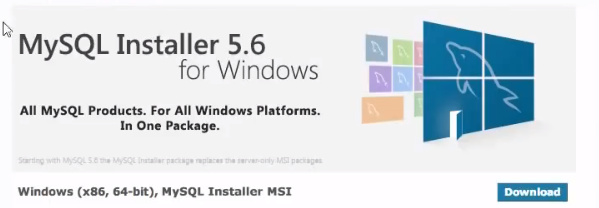 MySQL Installer 5.6
for Windows
All MySQL Products. For All Windows Platforms.
In One Package.
Starting with MySQL 5.6 the MySQL Installer package replaces the server-only MSI packages
Windows (x86, 64-bit), MySQL Installer MSI
Download